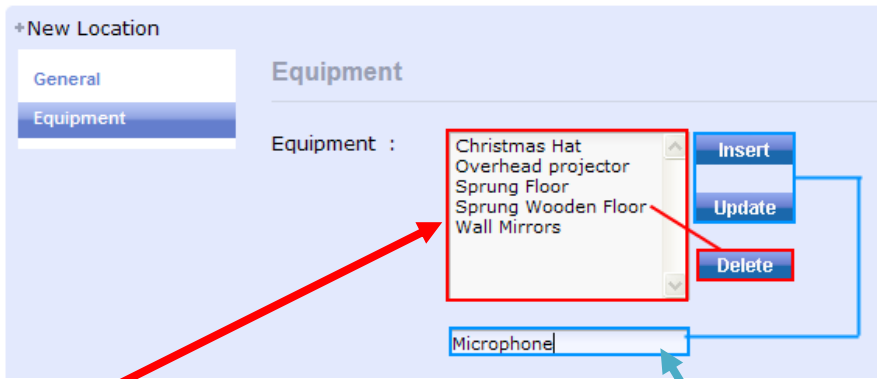 +New Location
General
Equipment
Equipment
Equipment :
Christmas Hat
Overhead projector
Sprung Floor
Sprung Wooden Floor
Wall Mirrors
Insert
Update
Delete
Microphone